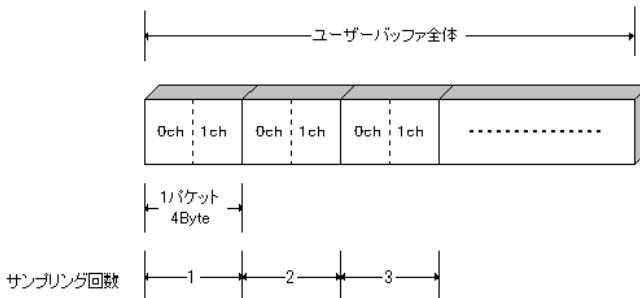 ユーザーバッファ全体
0ch 1ch 0ch 1ch 0ch 1ch
1パケット
4Byte
サンプリング回数 1 2 3